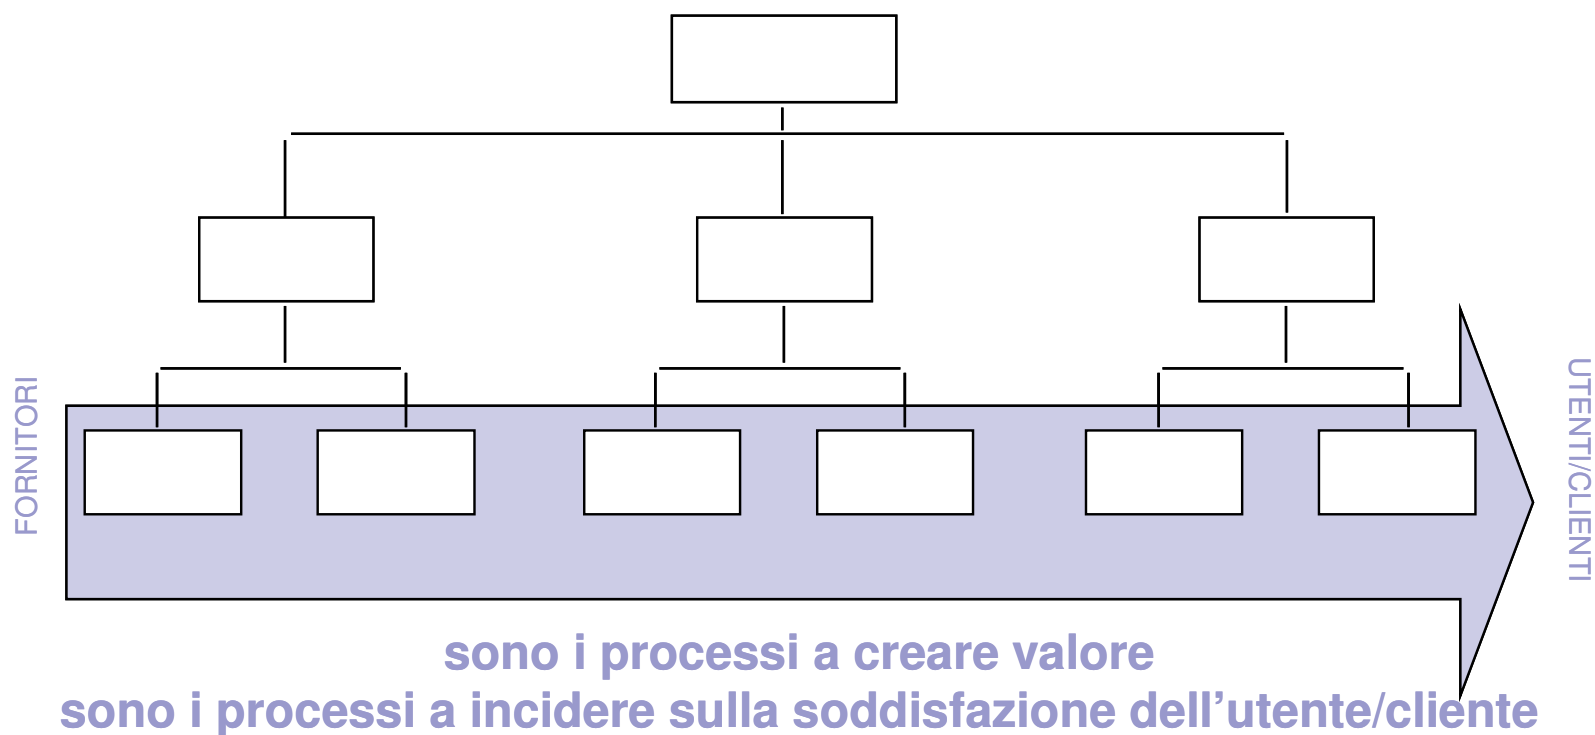 FORNITORI
UTENTI/CLIENTI
sono i processi a creare valore
sono i processi a incidere sulla soddisfazione dell’utente/cliente